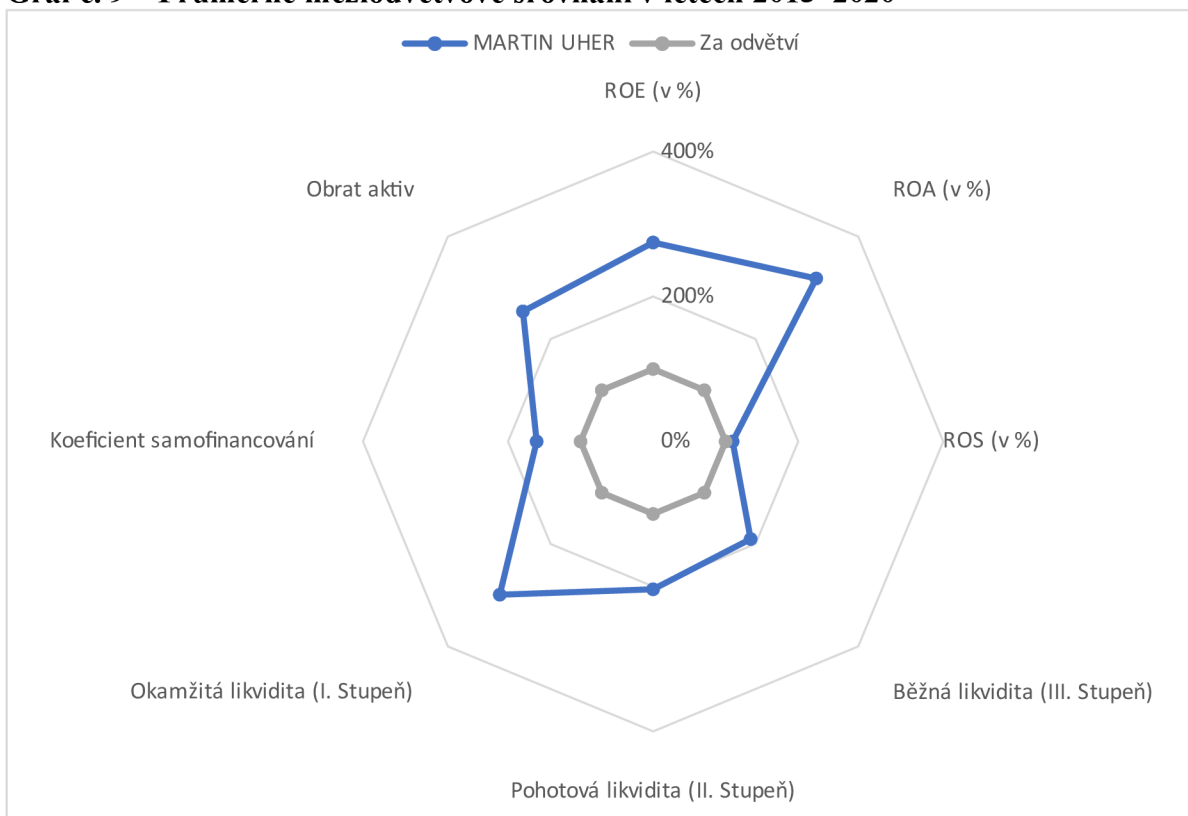 MARTIN UHER
Za odvětví
ROE (v %)
400%
Obrat aktiv
ROA (v %)
200%
Koeficient samofinancování
0%
ROS (v %)
Okamžitá likvidita (I. Stupeň)
Běžná likvidita (III. Stupeň)
Pohotová likvidita (II. Stupeň)